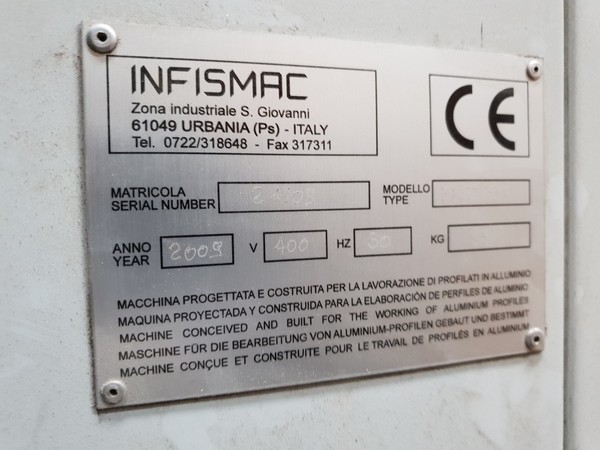 INFISMAC
Zona industriale S. Giovanni
61049 URBANIA (Ps) - ITALY
Tel. 0722/318648 - Fax 317311
CE
MATRICOLA
SERIAL NUMBER
MODELLO
TYPE
ANNO
YEAR
2009
V
400
HZ
50
KG
MACCHINA PROGETTATA E COSTRUITA PER LA LAVORAZIONE DI PROFILATI IN ALLUMINIO
MAQUINA PROYECTADA Y CONSTRUIDA PARA LA ELABORACIÓN DE PERFILES DE ALUMINIO
MACHINE CONCEIVED AND BUILT FOR THE WORKING OF ALUMINIUM PROFILES
MASCHINE FÜR DIE BEARBEITUNG VON ALUMINIUM-PROFILEN GEBAUT UND BESTIMMT
MACHINE CONÇUE ET CONSTRUITE POUR LE TRAVAIL DE PROFILÉS EN ALUMINIUM